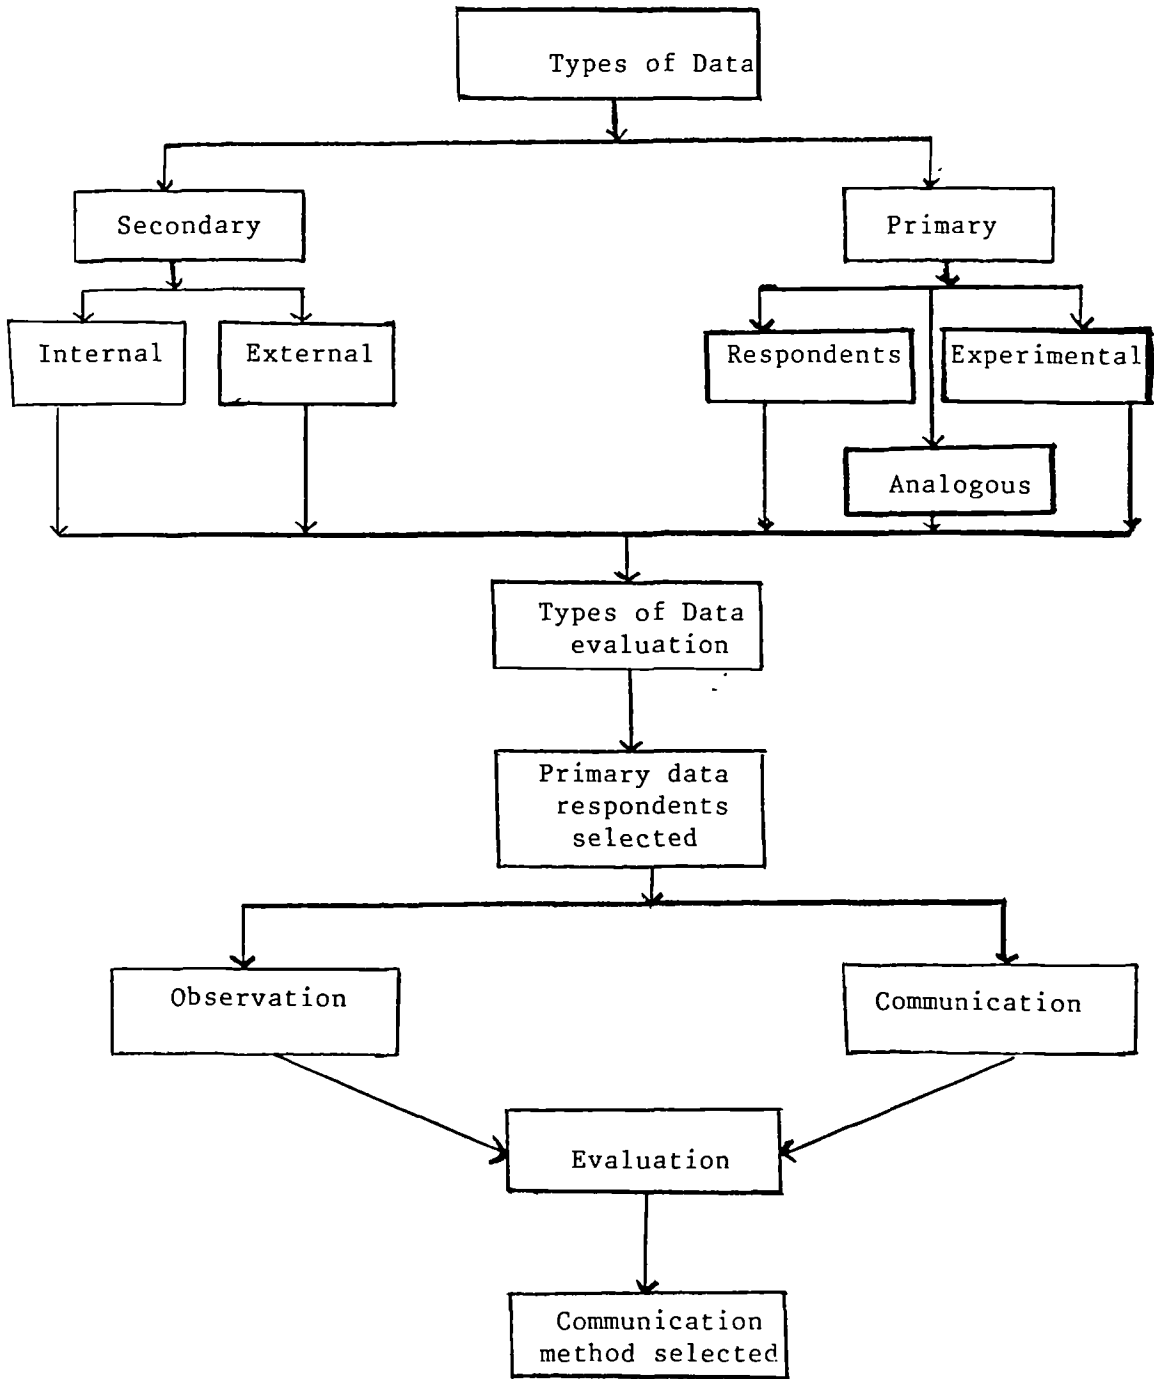 Types of Data
Secondary
Primary
Internal
External
Respondents
Experimental
Analogous
Types of Data
evaluation
Primary data
respondents
selected
Observation
Communication
Evaluation
Communication
method selected